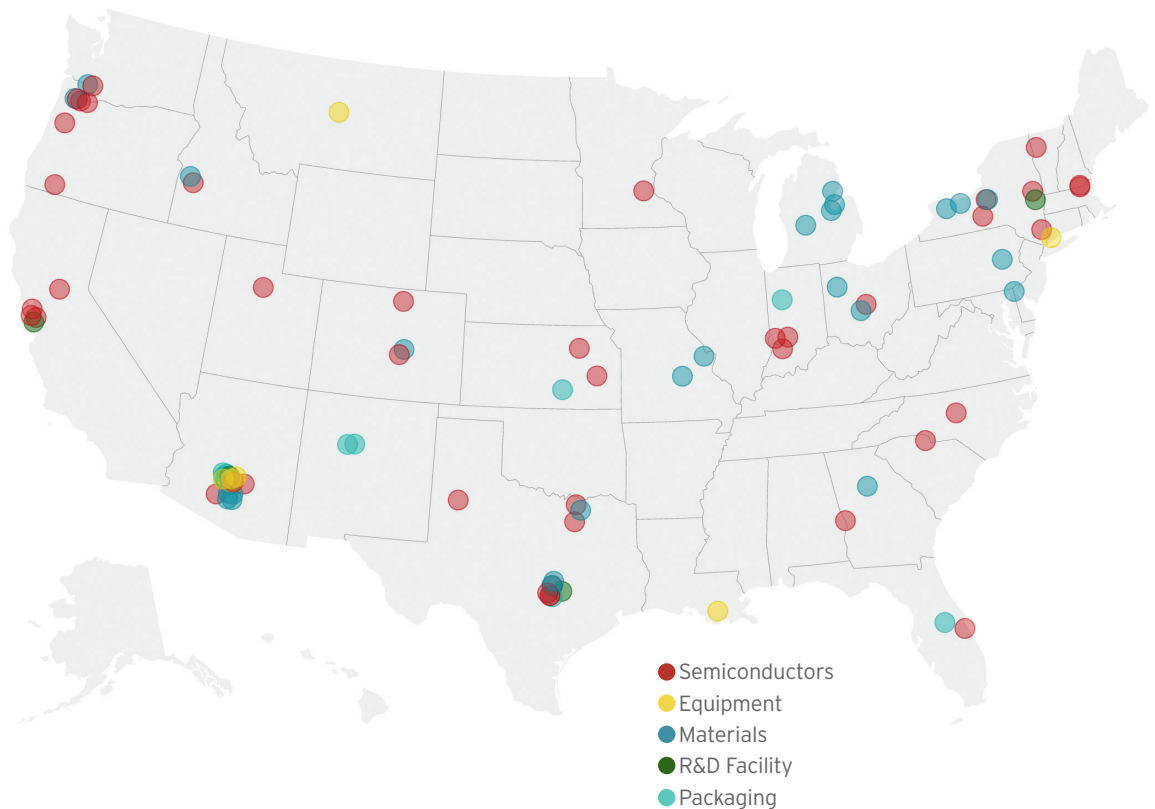 Semiconductors
Equipment
Materials
R&D Facility
Packaging